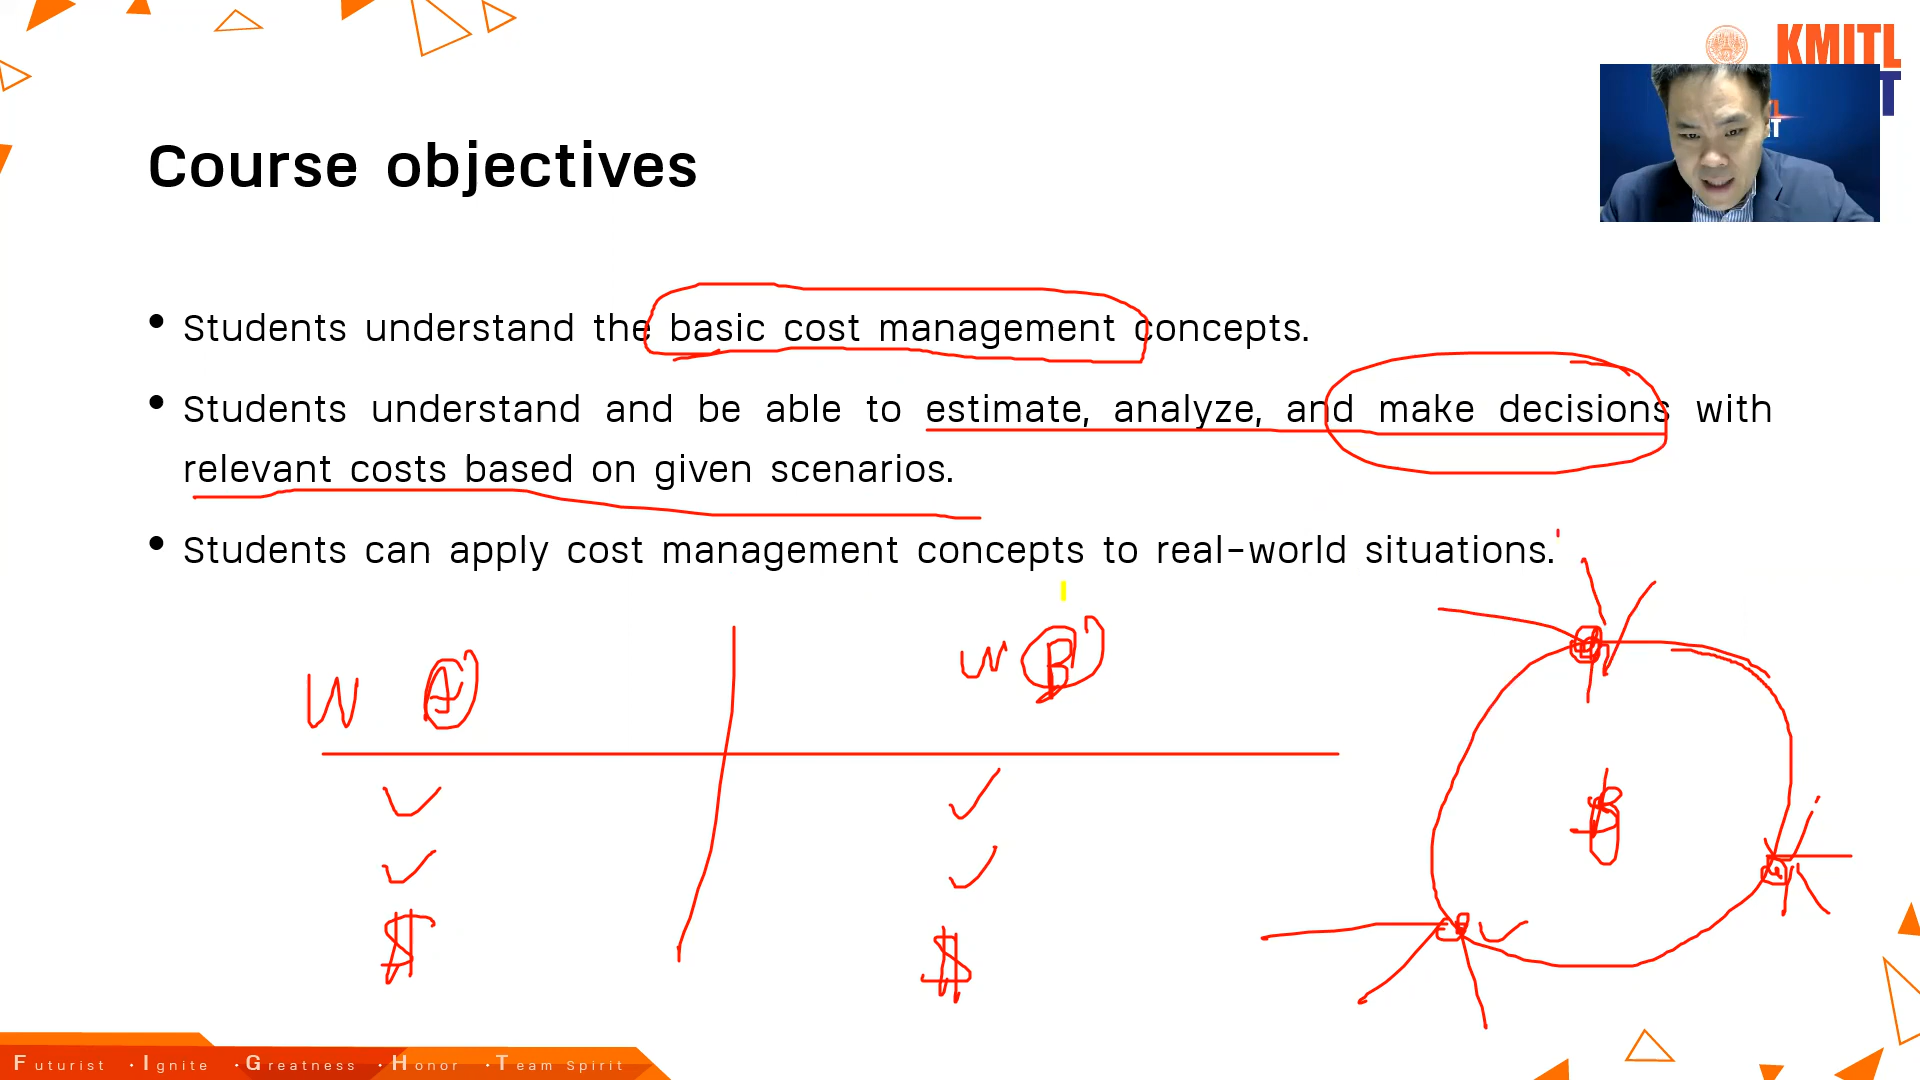 KMITL
T
IT
Course objectives
• Students understand the basic cost management concepts.
• Students understand and be able to estimate, analyze, and make decisions with
relevant costs based on given scenarios.
• Students can apply cost management concepts to real-world situations.
W A
W B
$
$
Futurist •Ignite •Greatness •Honor •Team Spirit